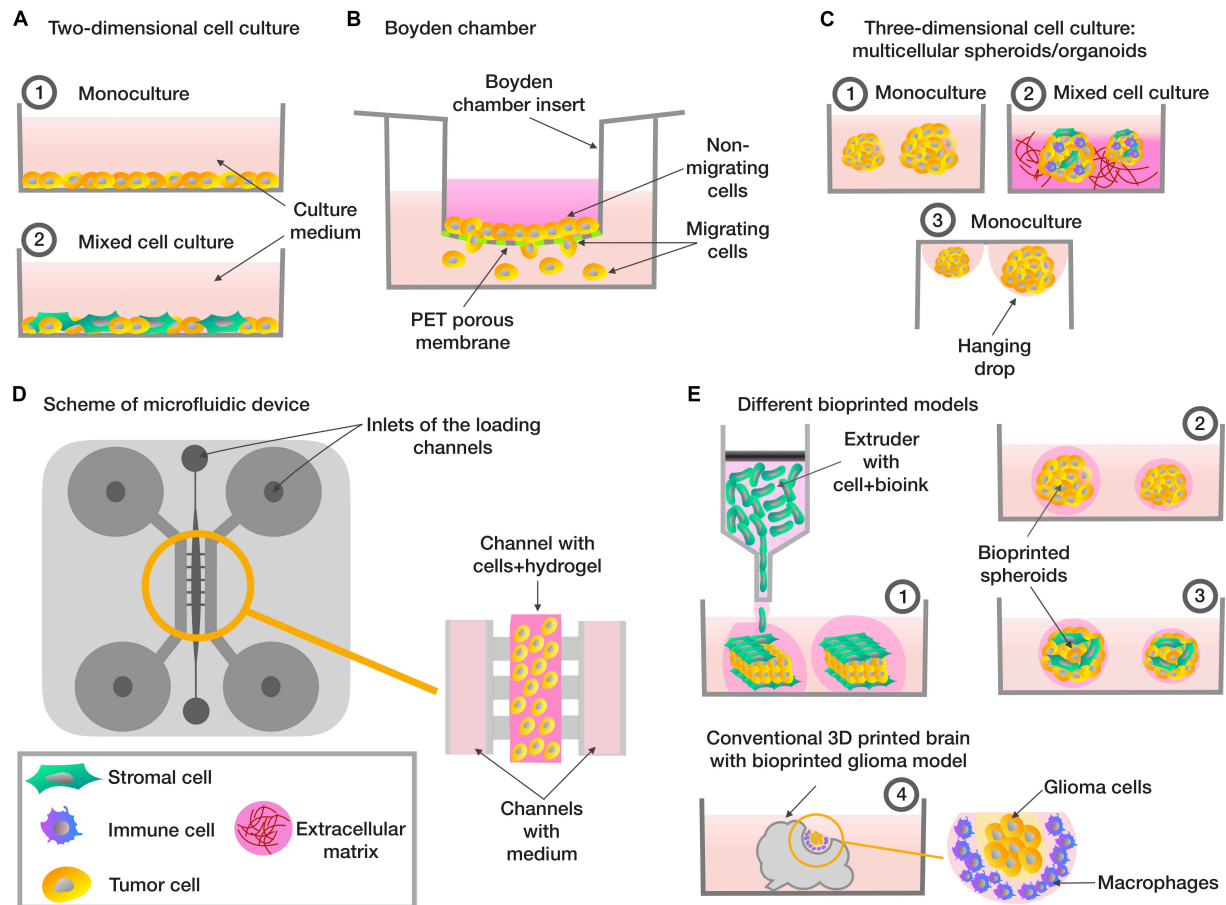 A
Two-dimensional cell culture
1
Monoculture
2
Mixed cell culture
Culture
medium
B
Boyden chamber
Boyden
chamber insert
Non-
migrating
cells
Migrating
cells
PET porous
membrane
C
Three-dimensional cell culture:
multicellular spheroids/organoids
1
Monoculture
2
Mixed cell culture
3
Monoculture
Hanging
drop
D
Scheme of microfluidic device
Inlets of the loading
channels
Channel with
cells+hydrogel
Channels
with
medium
Stromal cell
Immune cell
Tumor cell
Extracellular
matrix
E
Different bioprinted models
Extruder
with
cell+bioink
1
2
Bioprinted
spheroids
3
Conventional 3D printed brain
with bioprinted glioma model
4
Glioma cells
Macrophages